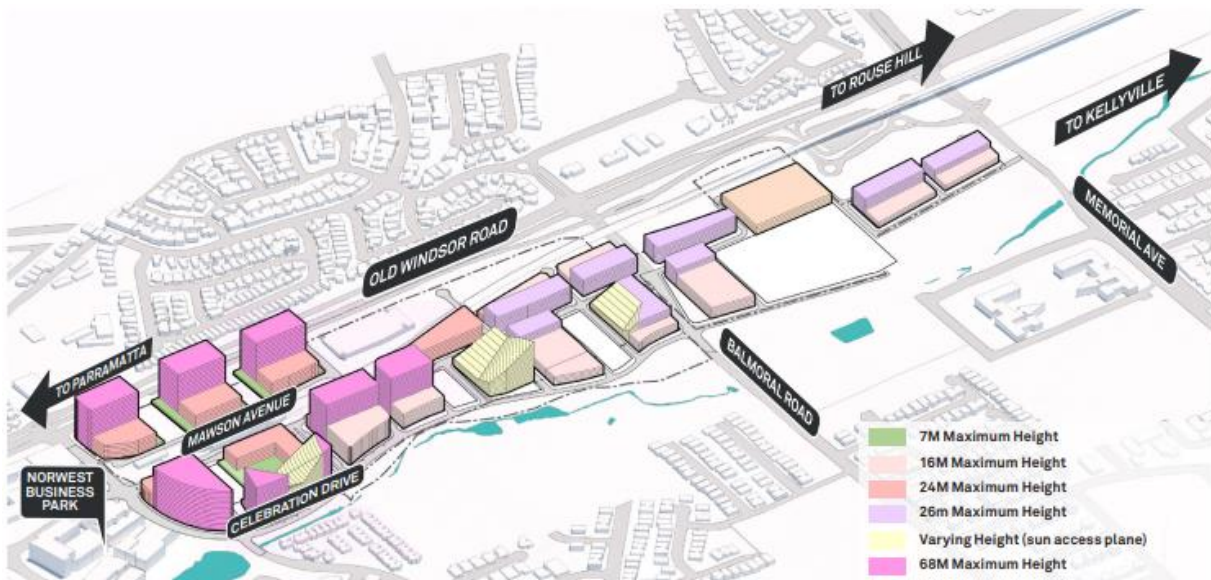 TO ROUSE HILL
TO KELLYVILLE
OLD WINDSOR ROAD
MEMORIAL AVE
TO PARRAMATTA
MAWSON AVENUE
BALMORAL ROAD
NORWEST
BUSINESS
PARK
CELEBRATION DRIVE
7M Maximum Height
16M Maximum Height
24M Maximum Height
26m Maximum Height
Varying Height (sun access plane)
68M Maximum Height